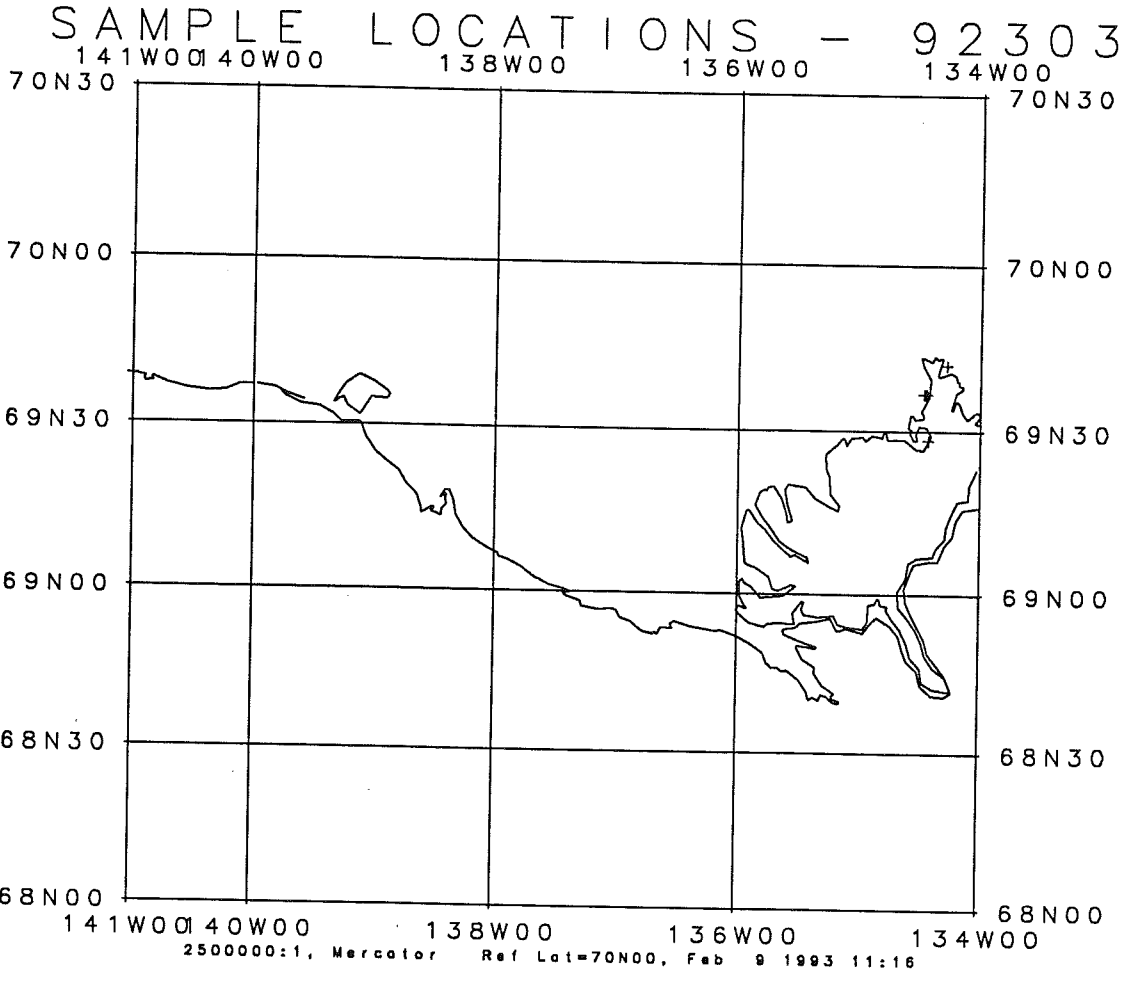 SAMPLE LOCATIONS - 92303
141W00 140W00 138W00 136W00 134W00
70N30 70N30
70N00 70N00
69N30 69N30
69N00 69N00
68N30 68N30
68N00 68N00
141W00 140W00 138W00 136W00 134W00
2500000:1, Mercator Ref Lat=70N00, Feb 9 1993 11:16